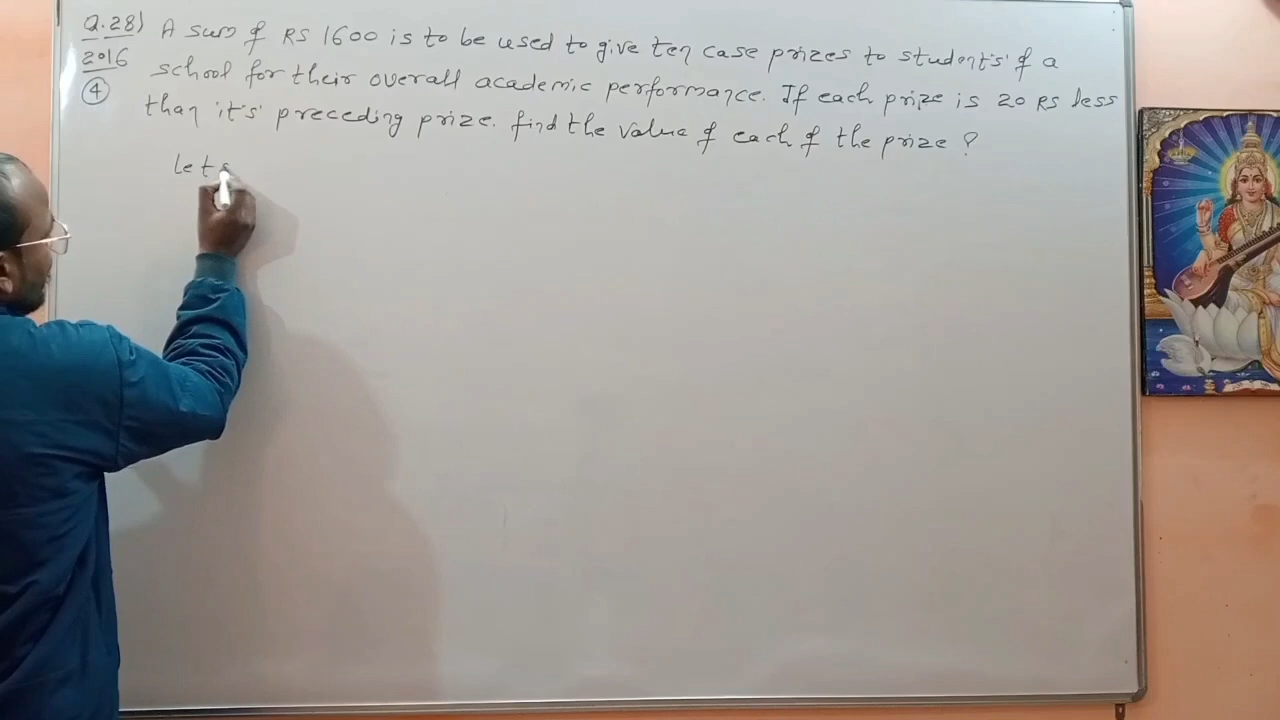 Q.28) A sum of RS 1600 is to be used to give ten case prizes to student's of a
2016 school for their overall academic performance. If each prize is 20 RS less
④ than it's preceding prize. find the value of each of the prize ?
Lets